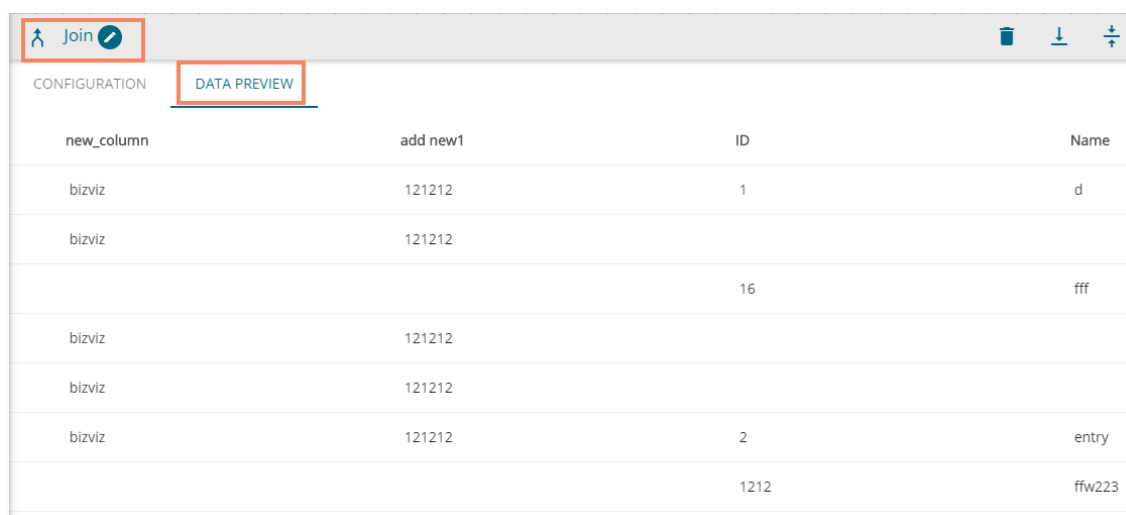 Join
CONFIGURATION DATA PREVIEW
new_column add new1 ID Name
bizviz 121212 1 d
bizviz 121212
16 fff
bizviz 121212
bizviz 121212
bizviz 121212 2 entry
1212 ffw223